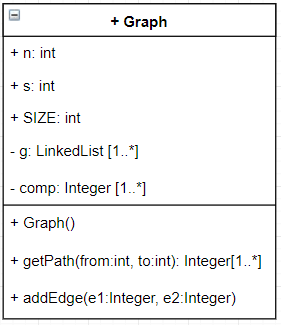 + Graph
+ n: int
+ s: int
+ SIZE: int
- g: LinkedList [1..*]
- comp: Integer [1..*]
+ Graph()
+ getPath(from:int, to:int): Integer[1..*]
+ addEdge(e1:Integer, e2:Integer)